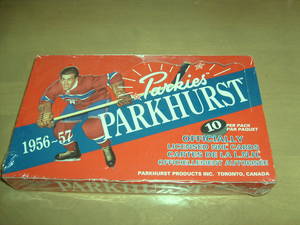 Parkies
1956-57 PARKHURST
10 PER PACK
PAR PAQUET
OFFICIALLY
LICENSED NHL CARDS
CARTES DE LA L.N.H.
OFFICIELLEMENT AUTORISÉE
PARKHURST PRODUCTS INC. TORONTO, CANADA